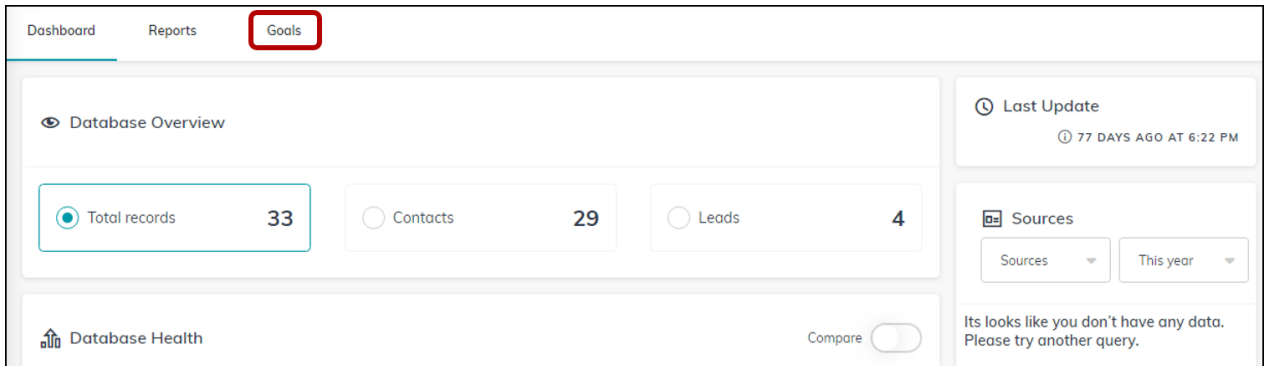 Dashboard Reports Goals
Database Overview
Total records 33 Contacts 29 Leads 4
Database Health Compare
Last Update
77 DAYS AGO AT 6:22 PM
Sources
Sources This year
Its looks like you don't have any data.
Please try another query.